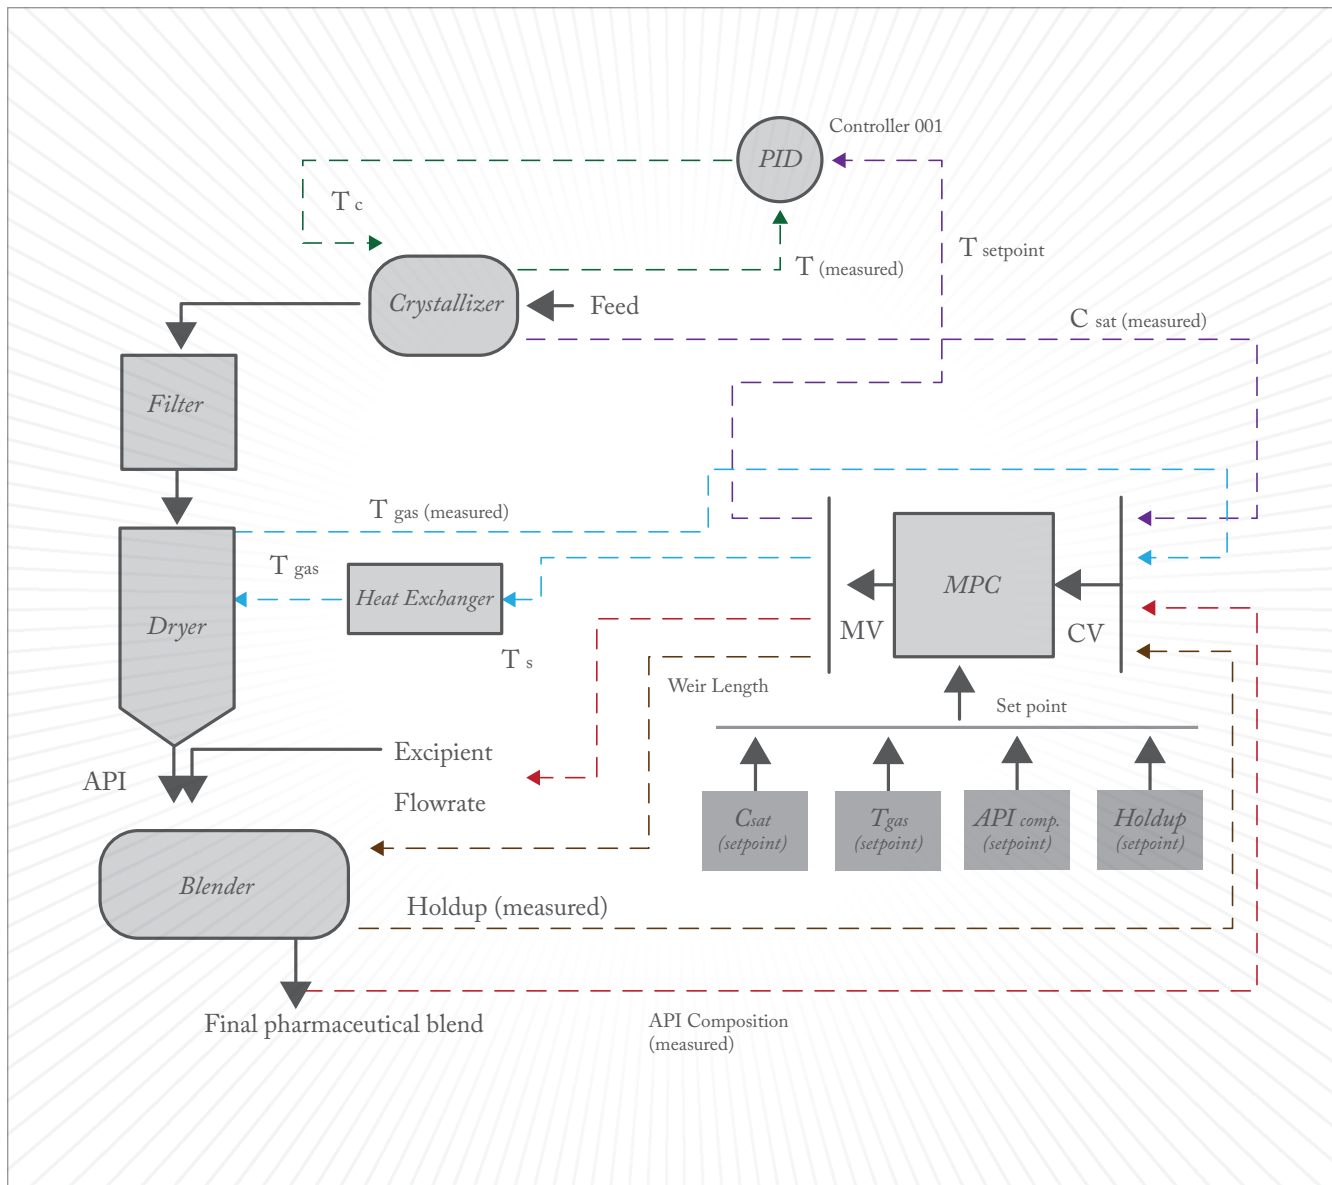 Controller 001
PID
T c
T setpoint
T (measured)
Crystallizer
Feed
C sat (measured)
Filter
T gas (measured)
T gas
Heat Exchanger
MPC
Dryer
MV
CV
T s
Weir Length
Set point
Excipient
API
Flowrate
Csat
(setpoint)
Tgas
(setpoint)
API comp.
(setpoint)
Holdup
(setpoint)
Blender
Holdup (measured)
Final pharmaceutical blend
API Composition
(measured)